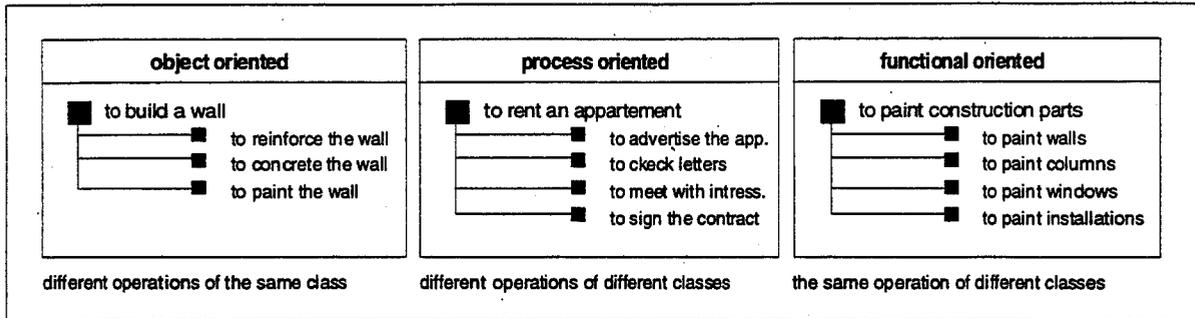 object oriented
to build a wall
to reinforce the wall
to concrete the wall
to paint the wall
different operations of the same class
process oriented
to rent an appartement
to advertise the app.
to ckeck letters
to meet with intress.
to sign the contract
different operations of different classes
functional oriented
to paint construction parts
to paint walls
to paint columns
to paint windows
to paint installations
the same operation of different classes